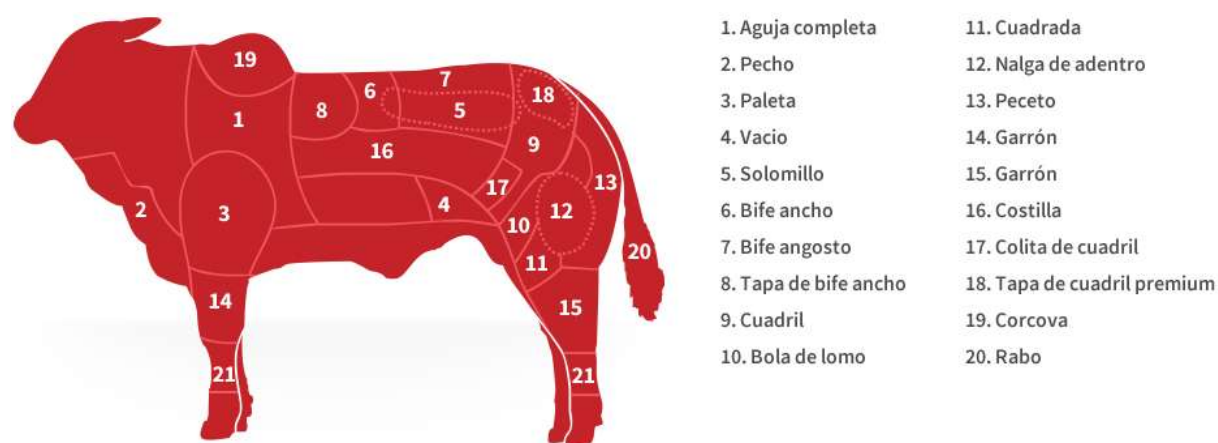 19
7
6
18
8
5
1
9
16
17
13
2
3
4
12
10
11
20
14
15
21
21
1. Aguja completa
2. Pecho
3. Paleta
4. Vacio
5. Solomillo
6. Bife ancho
7. Bife angosto
8. Tapa de bife ancho
9. Cuadril
10. Bola de lomo
11. Cuadrada
12. Nalga de adentro
13. Peceto
14. Garrón
15. Garrón
16. Costilla
17. Colita de cuadril
18. Tapa de cuadril premium
19. Corcova
20. Rabo